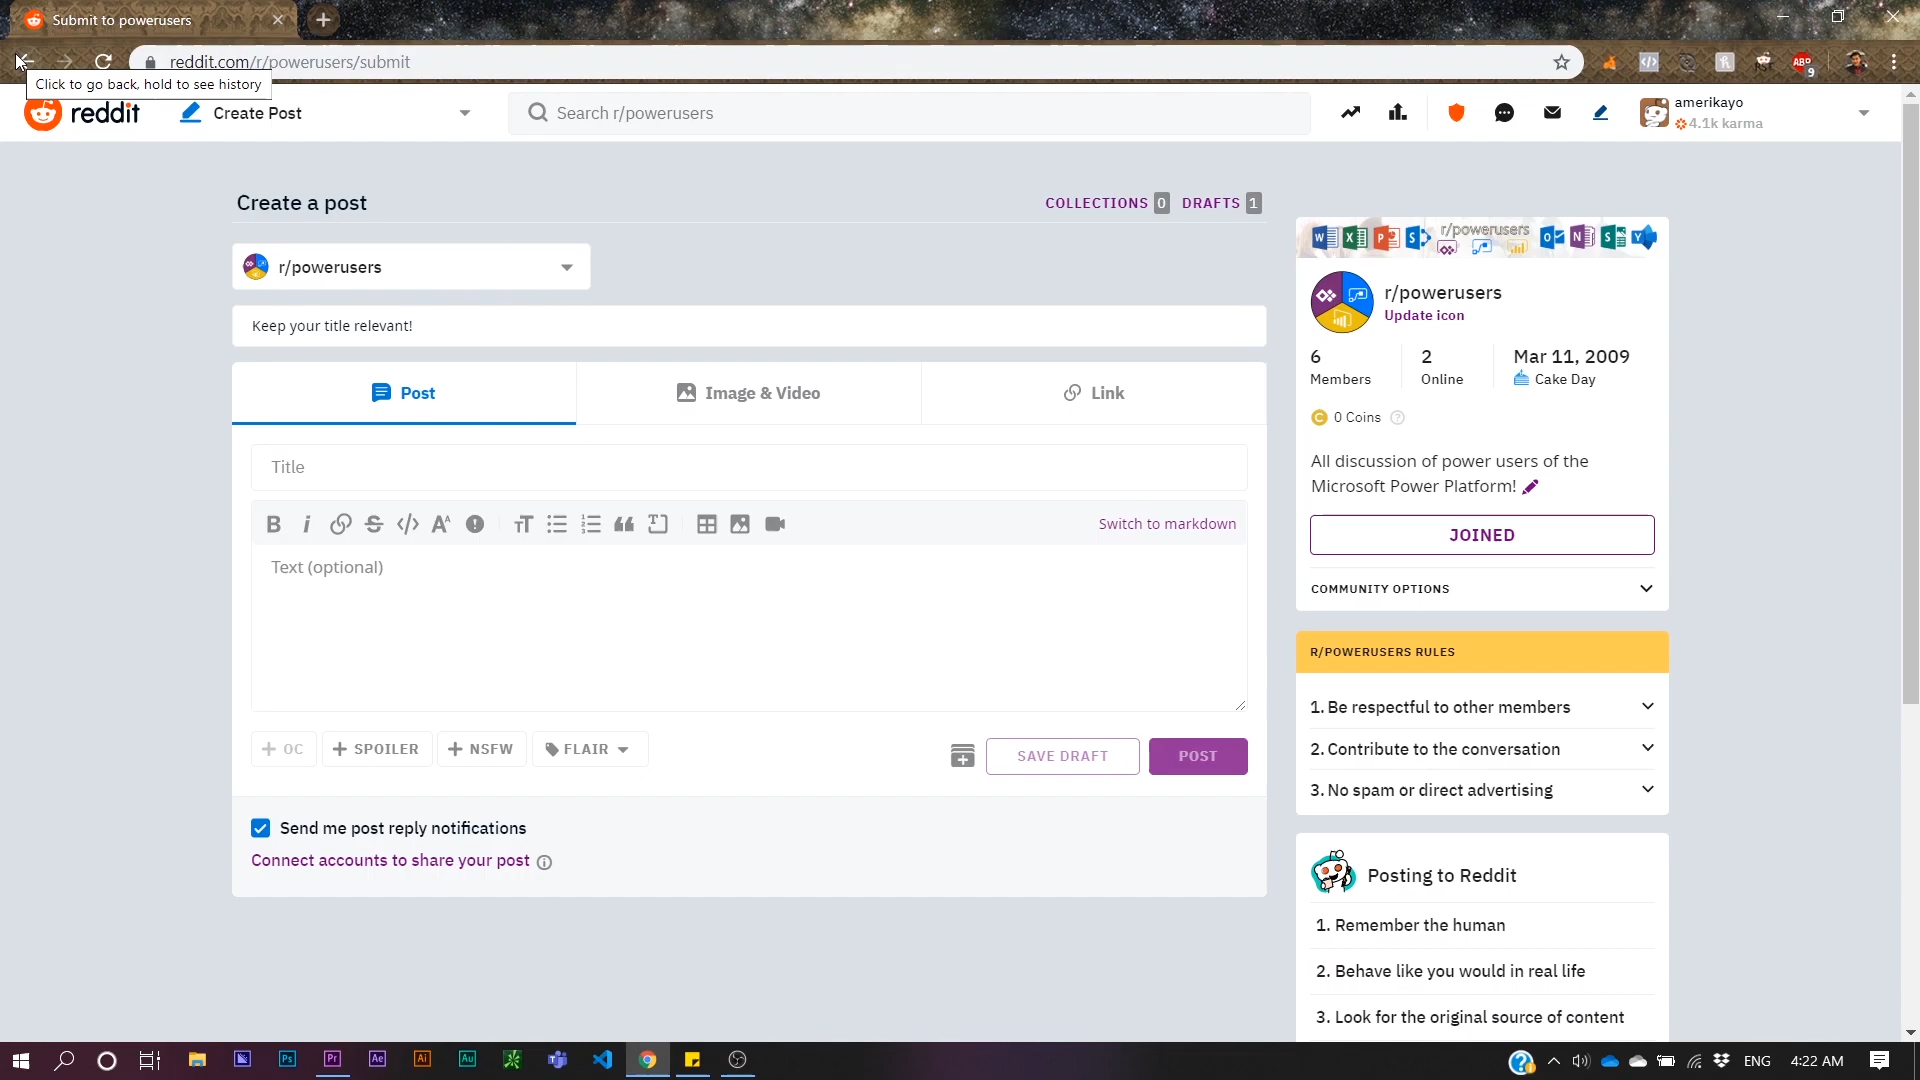 Submit to powerusers
reddit.com/r/powerusers/submit
ABP
9
Click to go back, hold to see history
reddit
Create Post
Search r/powerusers
amerikayo
4.1k karma
Create a post
COLLECTIONS 0 DRAFTS 1
r/powerusers
Keep your title relevant!
Post
Image & Video
Link
Title
Switch to markdown
Text (optional)
+ OC
+ SPOILER
+ NSFW
FLAIR
SAVE DRAFT
POST
Send me post reply notifications
Connect accounts to share your post
r/powerusers
r/powerusers
Update icon
6
Members
2
Online
Mar 11, 2009
Cake Day
0 Coins
All discussion of power users of the
Microsoft Power Platform!
JOINED
COMMUNITY OPTIONS
R/POWERUSERS RULES
1. Be respectful to other members
2. Contribute to the conversation
3. No spam or direct advertising
Posting to Reddit
1. Remember the human
2. Behave like you would in real life
3. Look for the original source of content
Ps
Pr
Ae
Ai
Au
ENG
4:22 AM